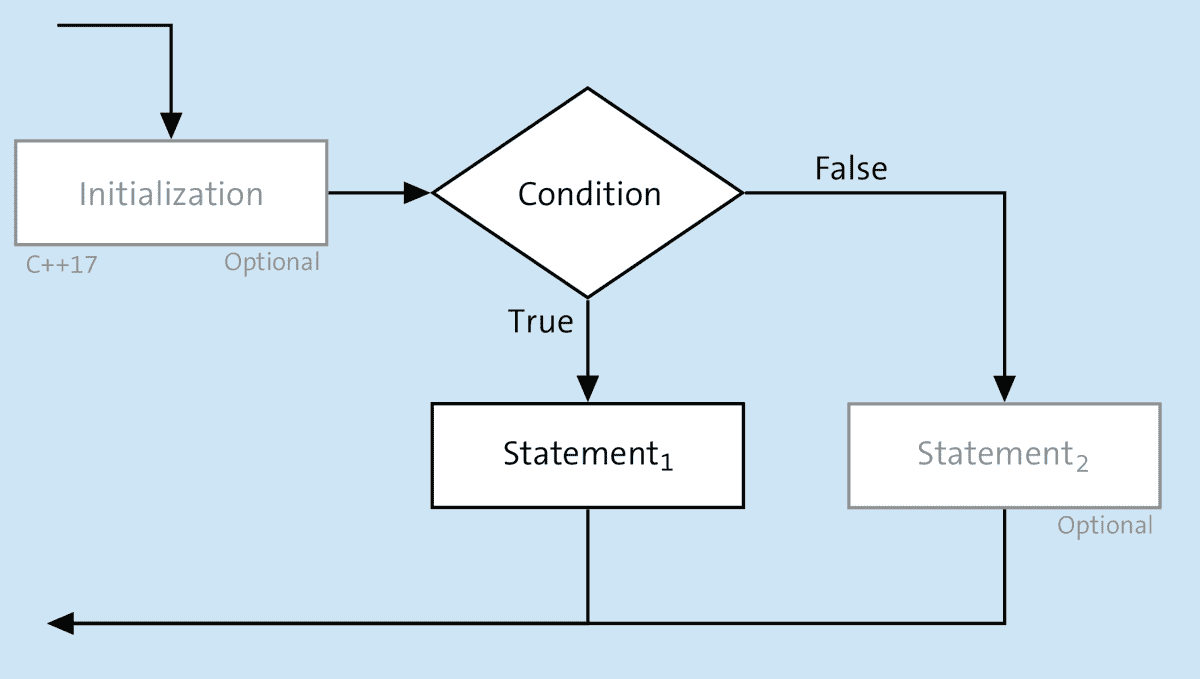 False
Initialization
Condition
C++17
Optional
True
Statement₁
Statement₂
Optional